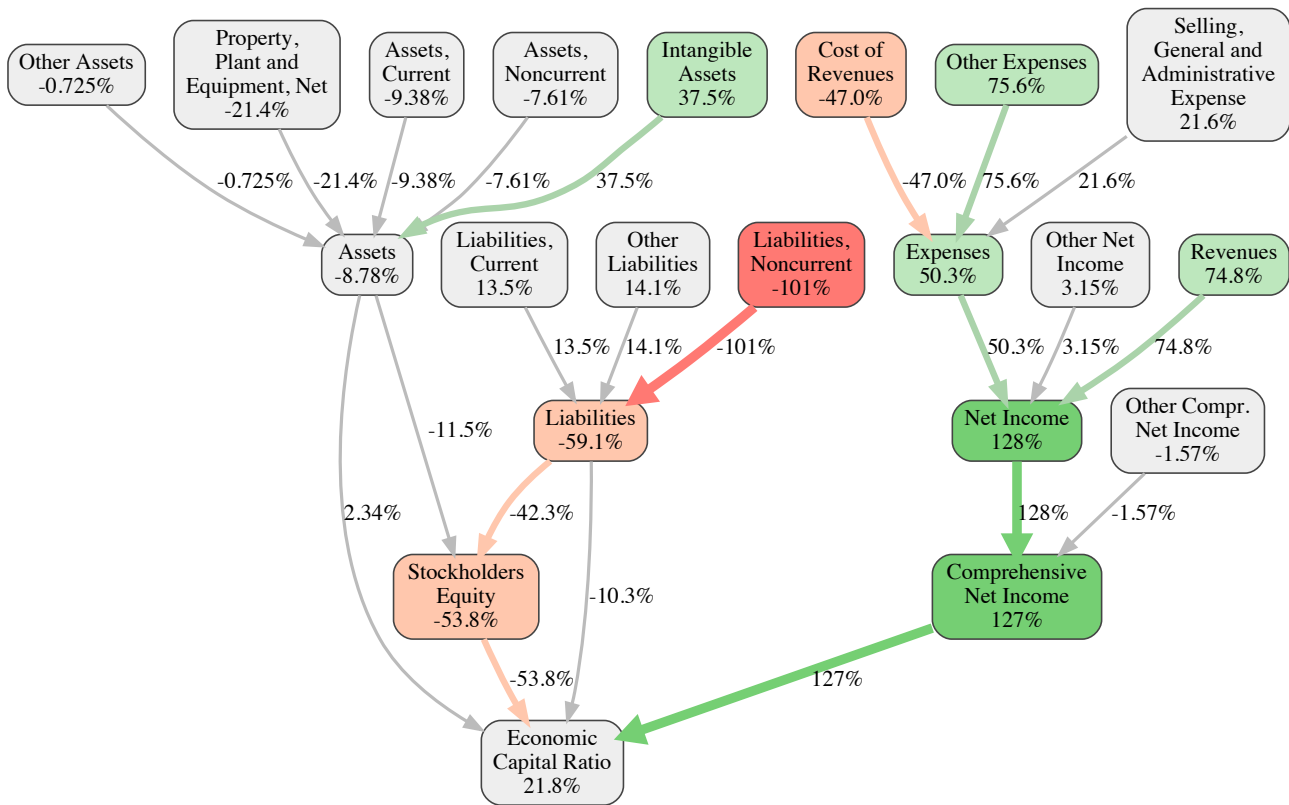 Other Assets
-0.725%
Property,
Plant and
Equipment, Net
-21.4%
Assets,
Current
-9.38%
Assets,
Noncurrent
-7.61%
Intangible
Assets
37.5%
Cost of
Revenues
-47.0%
Other Expenses
75.6%
Selling,
General and
Administrative
Expense
21.6%
-0.725%
-21.4%
-9.38%
-7.61%
37.5%
-47.0%
75.6%
21.6%
Assets
-8.78%
Liabilities,
Current
13.5%
Other
Liabilities
14.1%
Liabilities,
Noncurrent
-101%
Expenses
50.3%
Other Net
Income
3.15%
Revenues
74.8%
13.5%
14.1%
-101%
50.3%
3.15%
74.8%
-11.5%
Liabilities
-59.1%
Net Income
128%
Other Compr.
Net Income
-1.57%
2.34%
-42.3%
128%
-1.57%
Stockholders
Equity
-53.8%
-10.3%
Comprehensive
Net Income
127%
-53.8%
127%
Economic
Capital Ratio
21.8%